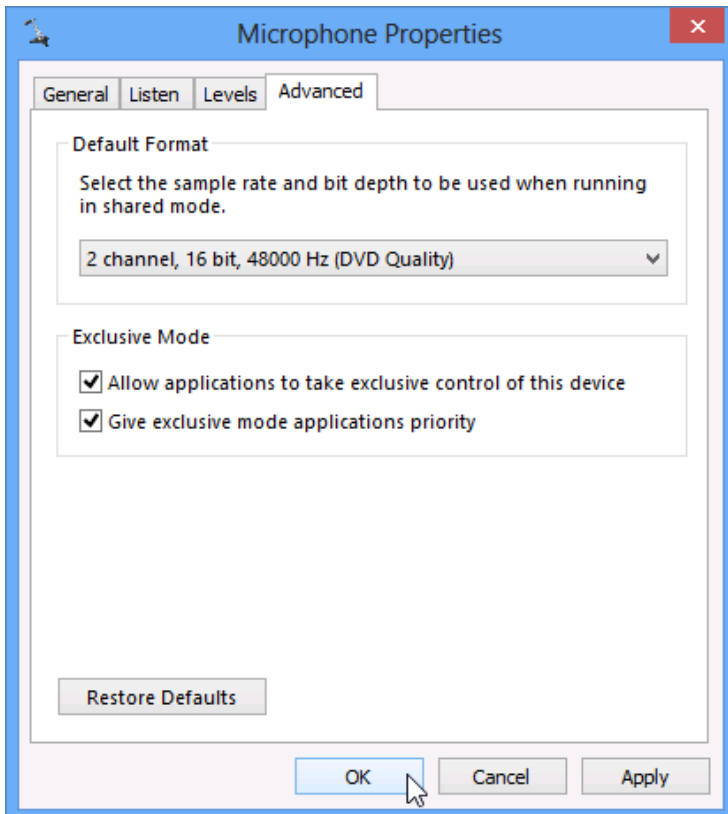 Microphone Properties
General
Listen
Levels
Advanced
Default Format
Select the sample rate and bit depth to be used when running
in shared mode.
2 channel, 16 bit, 48000 Hz (DVD Quality)
Exclusive Mode
Allow applications to take exclusive control of this device
Give exclusive mode applications priority
Restore Defaults
OK
Cancel
Apply